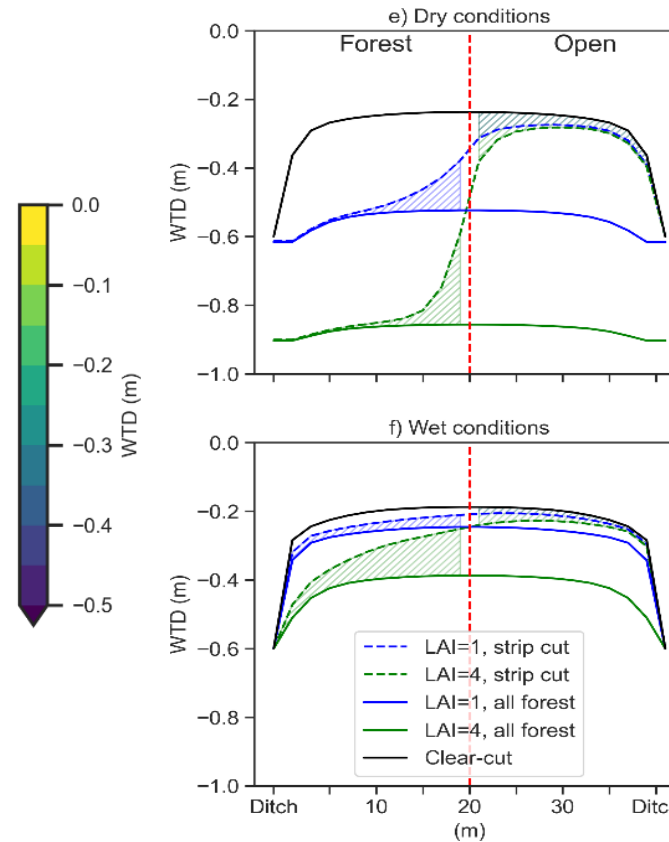 e) Dry conditions
Forest
Open
0.0
−0.2
−0.4
−0.6
−0.8
−1.0
WTD (m)
0.0
−0.1
−0.2
−0.3
−0.4
−0.5
WTD (m)
f) Wet conditions
0.0
−0.2
−0.4
−0.6
−0.8
−1.0
WTD (m)
LAI=1, strip cut
LAI=4, strip cut
LAI=1, all forest
LAI=4, all forest
Clear-cut
Ditch 10 20 30 Ditc
(m)